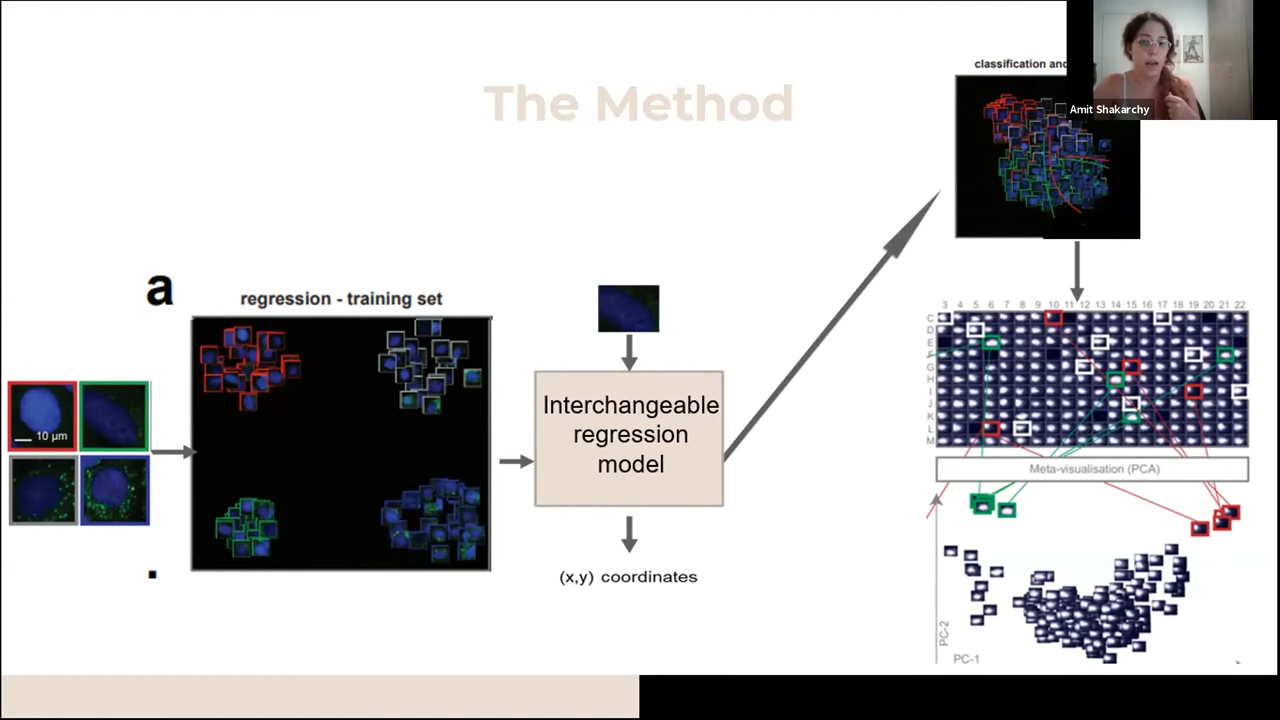 The Method
classification and
Amit Shakarchy
a
regression - training set
10 µm
Interchangeable
regression
model
(x,y) coordinates
3 4 5 6 7 8 9 10 11 12 13 14 15 16 17 18 19 20 21 22
C
D
E
F
G
H
I
J
K
L
M
Meta-visualisation (PCA)
PC-2
PC-1